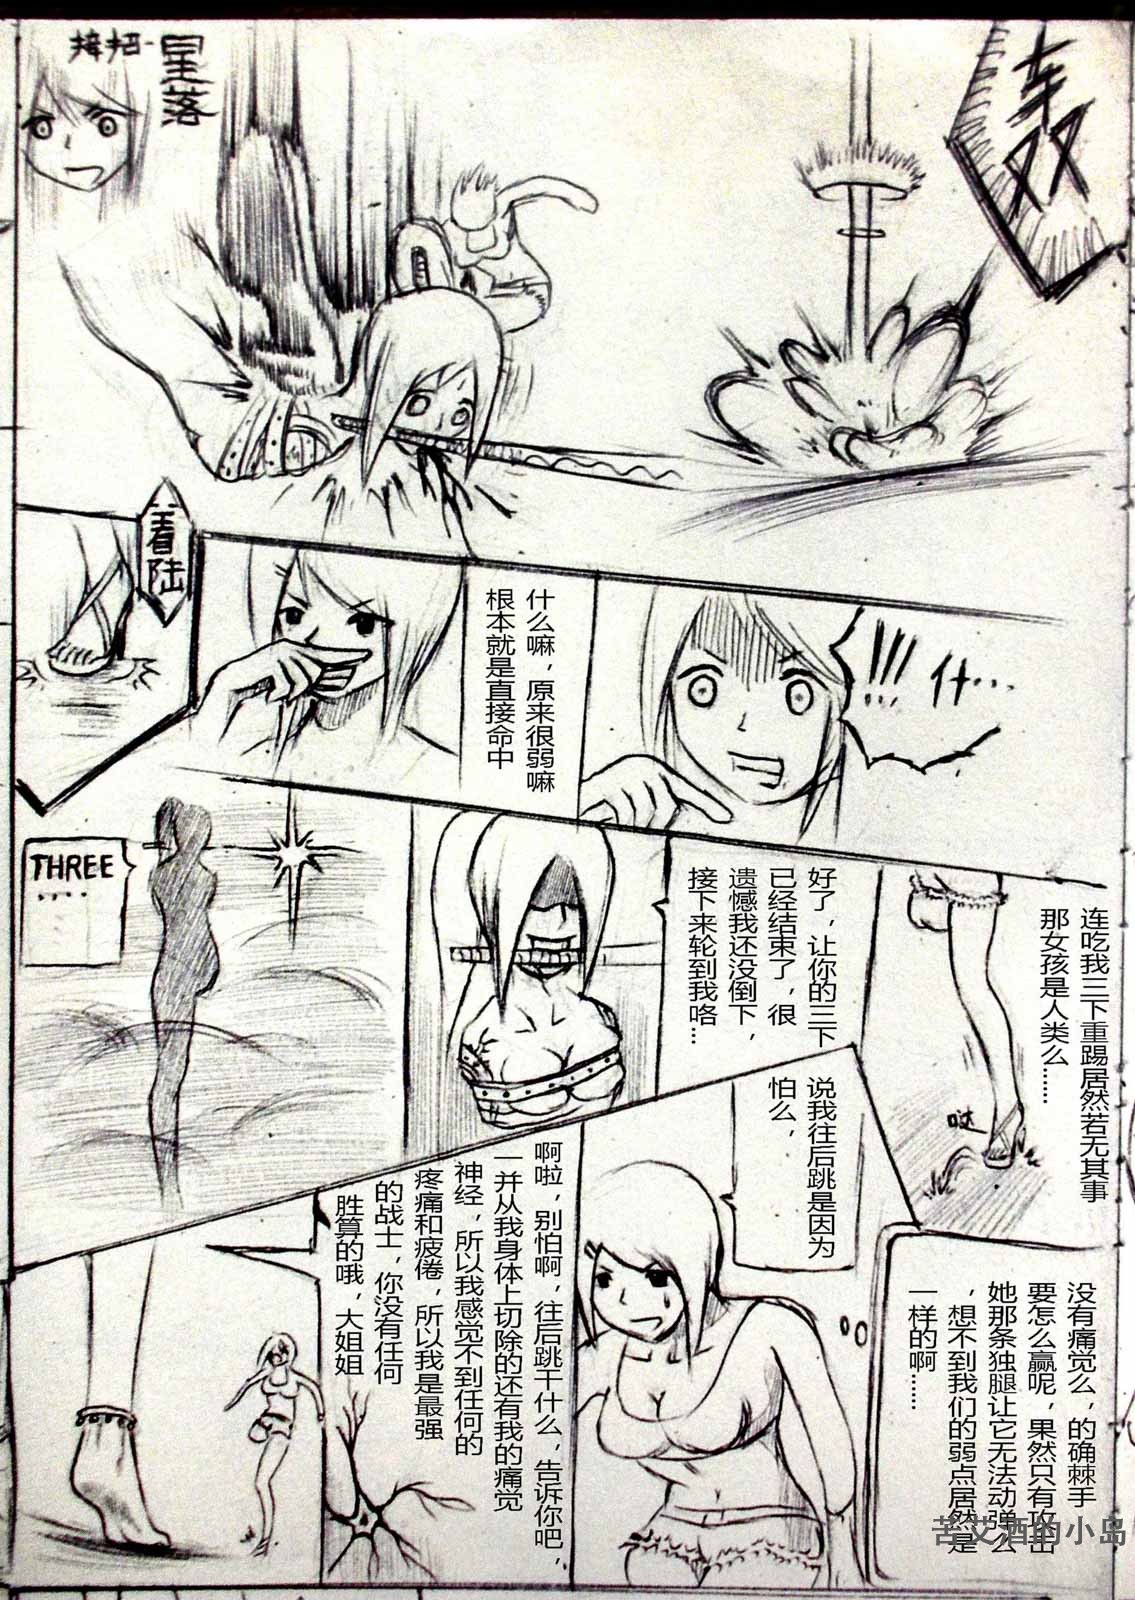 接招-
星落
轰
着陆
什么嘛，原来很弱嘛
根本就是直接命中
!!!什…
THREE
....
好了，让你的三下
已经结束了，很
遗憾我还没倒下，
接下来轮到我咯…
连吃我三下重踢居然若无其事
那女孩是人类么……
哒
说我往后跳是因为
怕么，
啊啦，别怕啊，往后跳干什么，告诉你吧，
一并从我身体上切除的还有我的痛觉
神经，所以我感觉不到任何的
疼痛和疲倦，所以我是最强
的战士，你没有任何
胜算的哦，大姐姐
没有痛觉么，的确棘手
要怎么赢呢，果然只有攻击
她那条独腿让它无法动弹么
，想不到我们的弱点居然是
一样的啊……
苦艾酒的小岛